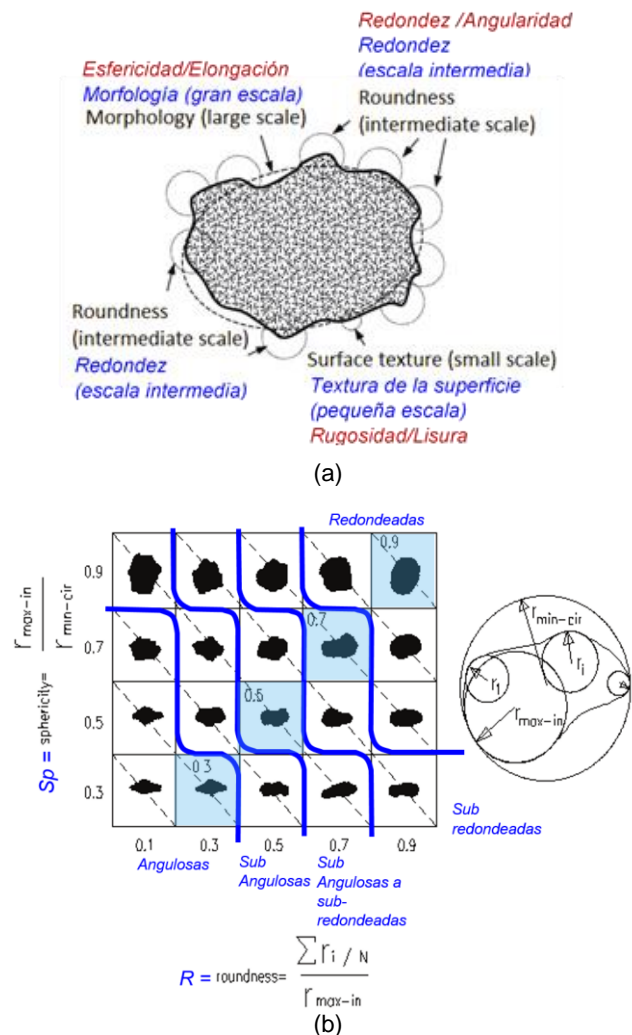 Redondez /Angularidad
Redondez
(escala intermedia)
Esfericidad/Elongación
Morfología (gran escala)
Morphology (large scale)
Roundness
(intermediate scale)
Roundness
(intermediate scale)
Redondez
(escala intermedia)
Surface texture (small scale)
Textura de la superficie
(pequeña escala)
Rugosidad/Lisura
(a)
Redondeadas
Sp = sphericity= r max-in / r min-cir
0.9
0.7
0.5
0.3
0.9
0.7
0.6
0.3
r min-cir
r1
ri
r max-in
0.1 0.3 0.5 0.7 0.9
Angulosas
Sub
Angulosas
Sub
Angulosas a
sub-
redondeadas
Sub
redondeadas
R = roundness= ∑ri / N
r max-in
(b)